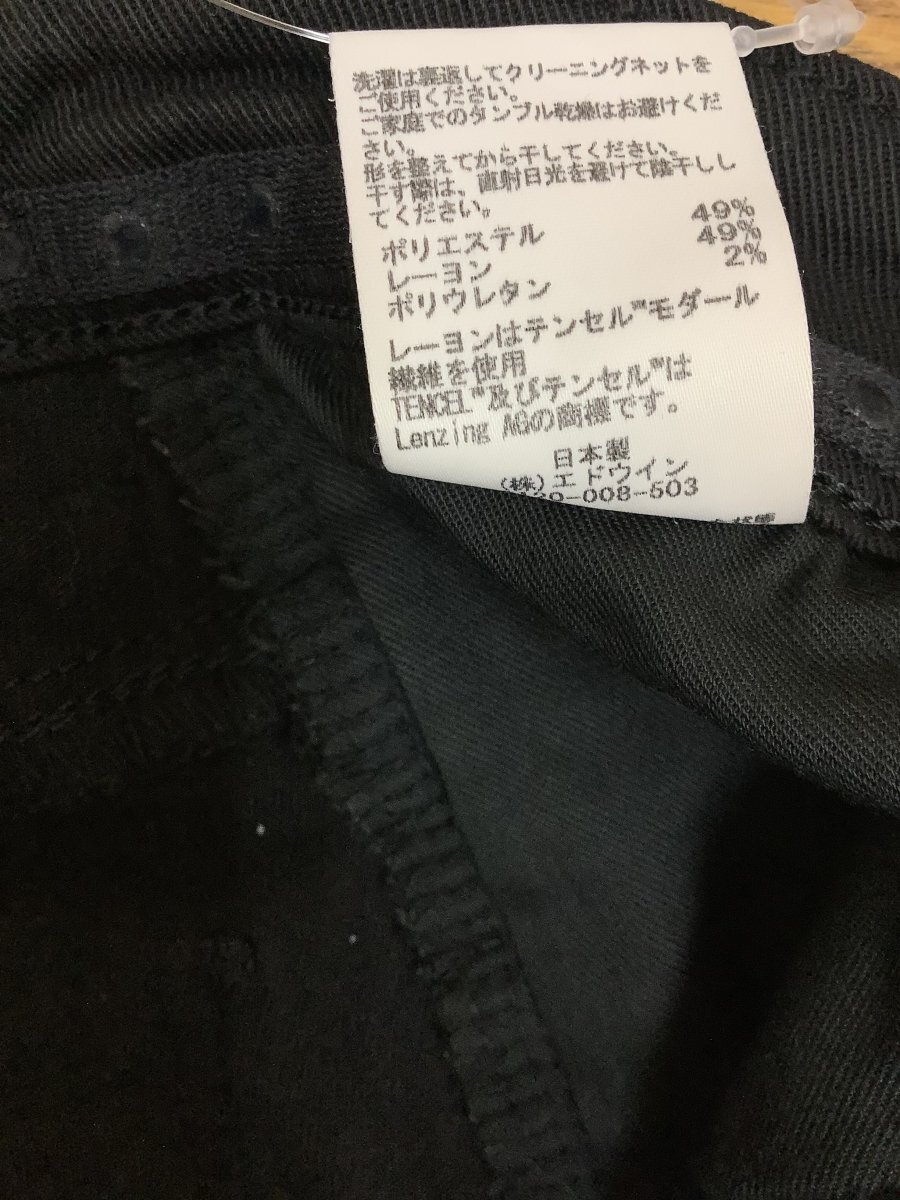 洗濯は裏返してクリーニングネットを
ご使用ください。
ご家庭でのタンブル乾燥はお避けくだ
さい。
形を整えてから干してください。
干す際は、直射日光を避けて陰干しし
てください。
ポリエステル 49%
レーヨン 49%
ポリウレタン 2%
レーヨンはテンセル™モダール
繊維を使用
TENCEL™及びテンセル™は
Lenzing AGの商標です。
日本製
(株)エドウイン
20-008-503